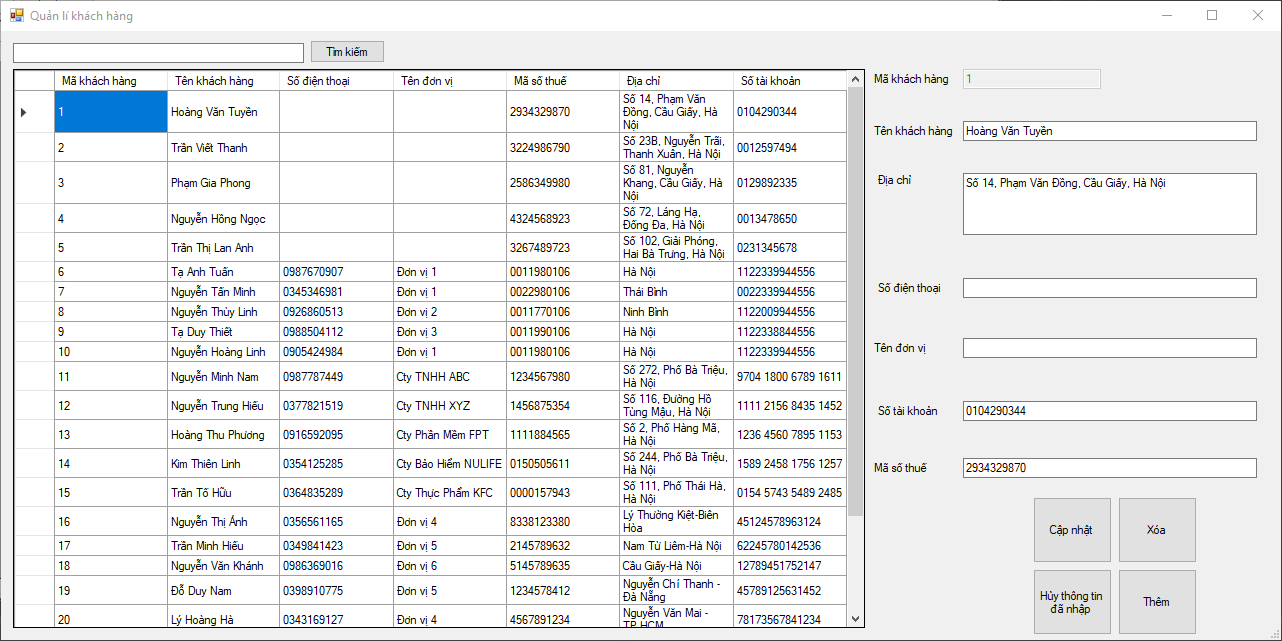 Quản lí khách hàng
Tìm kiếm
Mã khách hàng Tên khách hàng Số điện thoại Tên đơn vị Mã số thuế Địa chỉ Số tài khoản
1 Hoàng Văn Tuyền 2934329870 Số 14, Phạm Văn Đồng, Cầu Giấy, Hà Nội 0104290344
2 Trần Viết Thanh 3224986790 Số 23B, Nguyễn Trãi, Thanh Xuân, Hà Nội 0012597494
3 Phạm Gia Phong 2586349980 Số 81, Nguyễn Khang, Cầu Giấy, Hà Nội 0129892335
4 Nguyễn Hồng Ngọc 4324568923 Số 72, Láng Hạ, Đống Đa, Hà Nội 0013478650
5 Trần Thị Lan Anh 3267489723 Số 102, Giải Phóng, Hai Bà Trưng, Hà Nội 0231345678
6 Tạ Anh Tuấn 0987670907 Đơn vị 1 0011980106 Hà Nội 1122339944556
7 Nguyễn Tấn Minh 0345346981 Đơn vị 1 0022980106 Thái Bình 0022339944556
8 Nguyễn Thùy Linh 0926860513 Đơn vị 2 0011770106 Ninh Bình 1122009944556
9 Tạ Duy Thiết 0988504112 Đơn vị 3 0011990106 Hà Nội 1122338844556
10 Nguyễn Hoàng Linh 0905424984 Đơn vị 1 0011980106 Hà Nội 1122339944556
11 Nguyễn Minh Nam 0987787449 Cty TNHH ABC 1234567980 Số 272, Phố Bà Triệu, Hà Nội 9704 1800 6789 1611
12 Nguyễn Trung Hiếu 0377821519 Cty TNHH XYZ 1456875354 Số 116, Đường Hồ Tùng Mậu, Hà Nội 1111 2156 8435 1452
13 Hoàng Thu Phương 0916592095 Cty Phần Mềm FPT 1111884565 Số 2, Phố Hàng Mã, Hà Nội 1236 4560 7895 1153
14 Kim Thiên Linh 0354125285 Cty Bảo Hiểm NULIFE 0150505611 Số 244, Phố Bà Triệu, Hà Nội 1589 2458 1756 1257
15 Trần Tố Hữu 0364835289 Cty Thực Phẩm KFC 0000157943 Số 111, Phố Thái Hà, Hà Nội 0154 5743 5489 2485
16 Nguyễn Thị Ánh 0356561165 Đơn vị 4 8338123380 Lý Thường Kiệt-Biên Hòa 45124578963124
17 Trần Minh Hiếu 0349841423 Đơn vị 5 2145789632 Nam Từ Liêm-Hà Nội 62245780142536
18 Nguyễn Văn Khánh 0986369016 Đơn vị 6 5145789635 Cầu Giấy-Hà Nội 12789451752147
19 Đỗ Duy Nam 0398910775 Đơn vị 5 1234578412 Nguyễn Chí Thanh - Đà Nẵng 45789125631452
20 Lý Hoàng Hà 0343169127 Đơn vị 4 4567891234 Nguyễn Văn Mai - TP HCM 78173567841234
Mã khách hàng 1
Tên khách hàng Hoàng Văn Tuyền
Địa chỉ Số 14, Phạm Văn Đồng, Cầu Giấy, Hà Nội
Số điện thoại
Tên đơn vị
Số tài khoản 0104290344
Mã số thuế 2934329870
Cập nhật Xóa
Hủy thông tin đã nhập Thêm